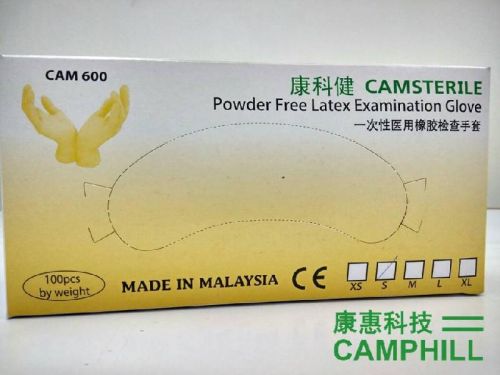 CAM 600
康科健 CAMSTERILE
Powder Free Latex Examination Glove
一次性医用橡胶检查手套
100pcs
by weight
MADE IN MALAYSIA CE
XS S M L XL
康惠科技
CAMPHILL